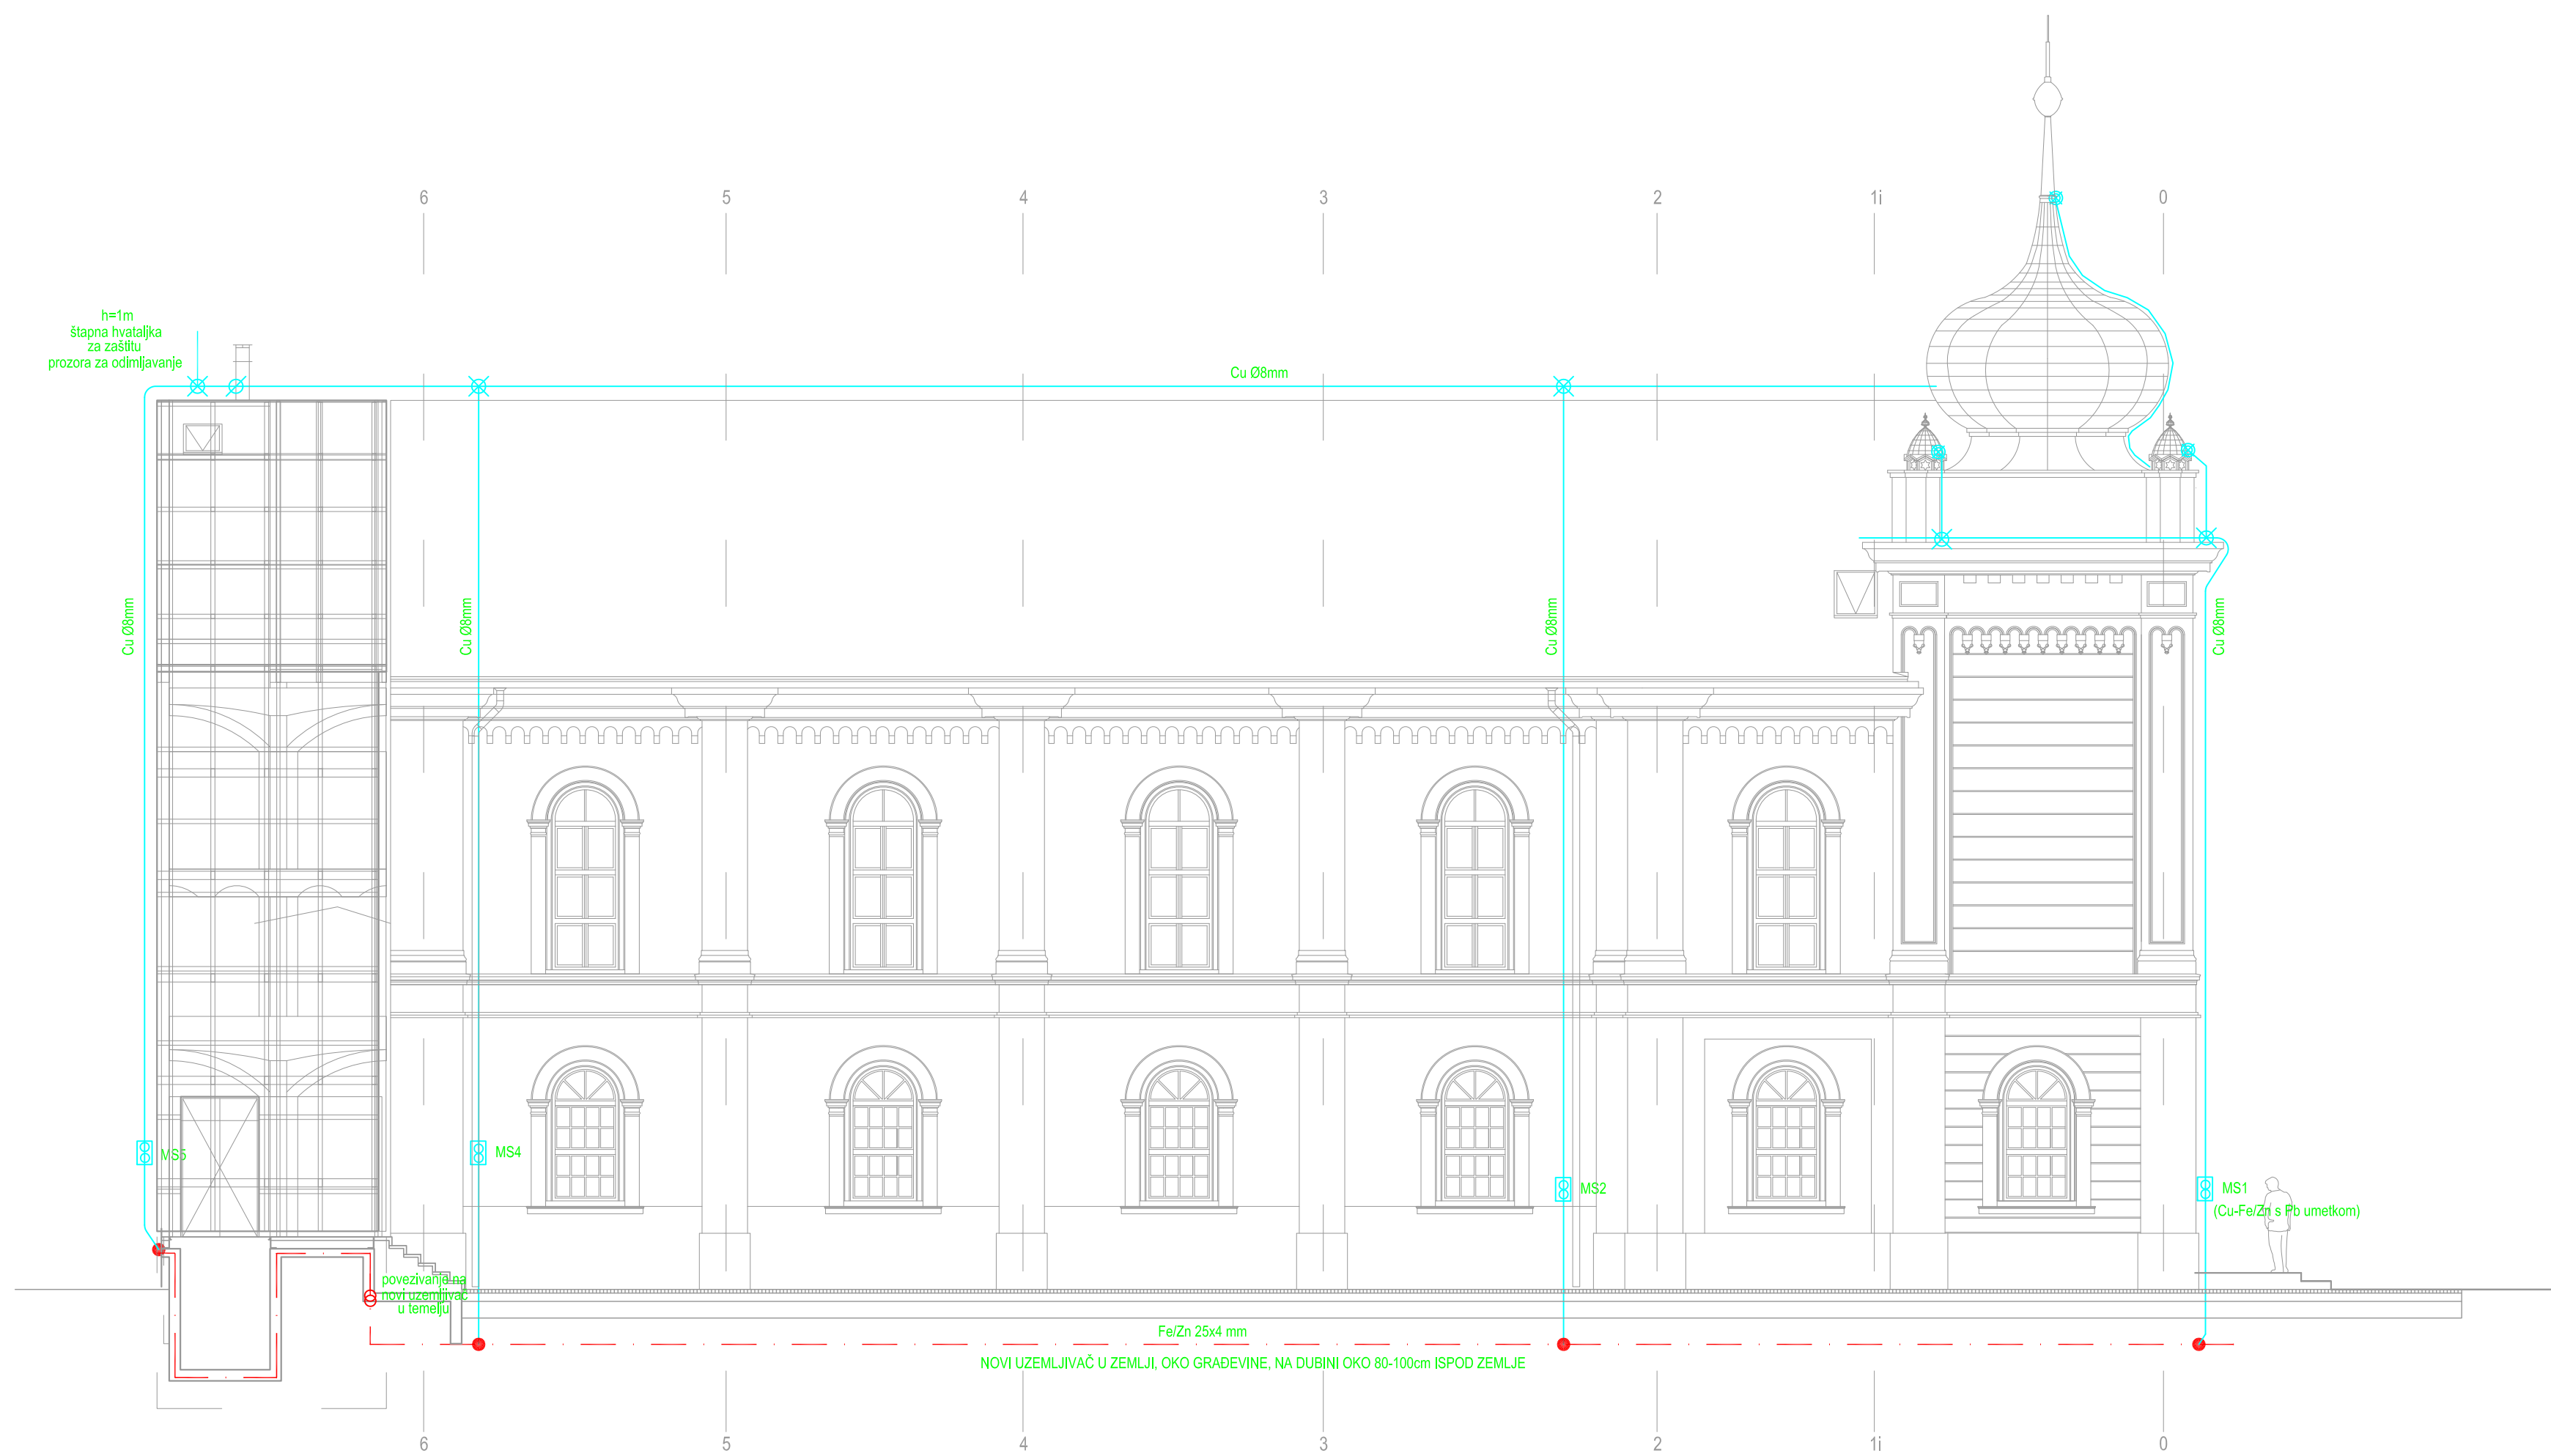 6 5 4 3 2 1i 0
h=1m
štapna hvataljka
za zaštitu
prozora za odimljavanje
Cu Ø8mm
Cu Ø8mm
Cu Ø8mm
Cu Ø8mm
Cu Ø8mm
MS5
MS4
MS2
MS1
(Cu-Fe/Zn s Pb umetkom)
povezivanje na
novi uzemljivač
u temelju
Fe/Zn 25x4 mm
NOVI UZEMLJIVAČ U ZEMLJI, OKO GRAĐEVINE, NA DUBINI OKO 80-100cm ISPOD ZEMLJE
6 5 4 3 2 1i 0